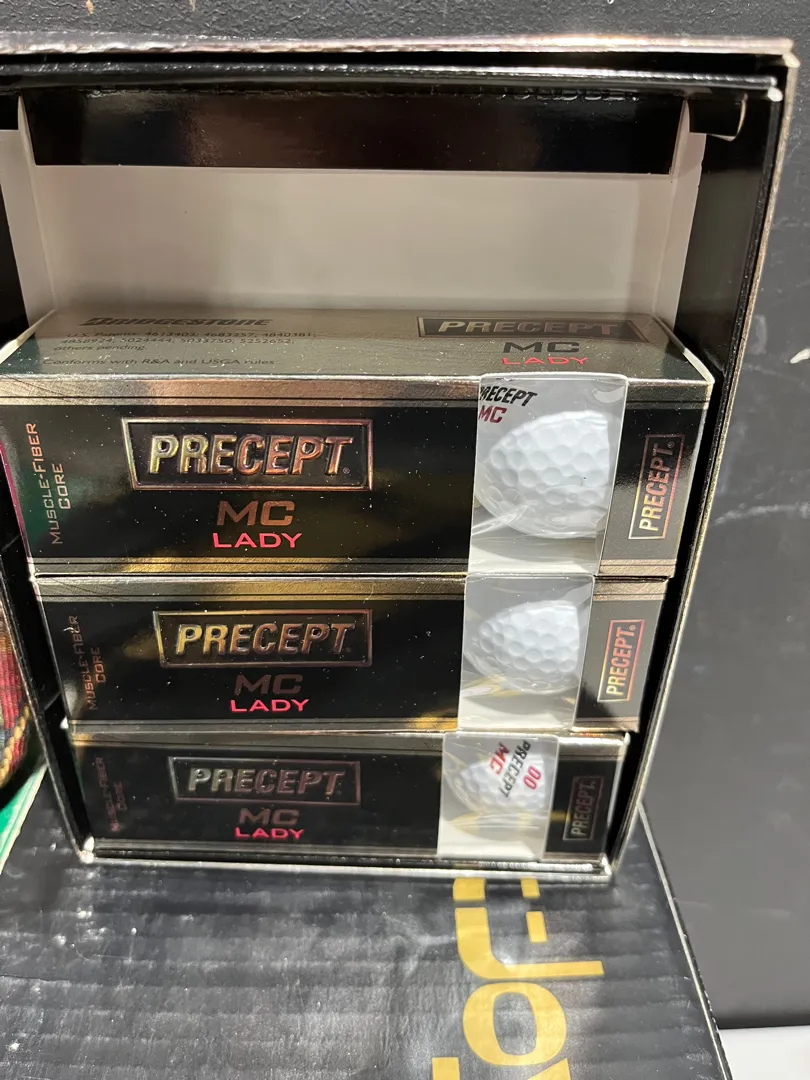 BRIDGESTONE
U.S. Patents: 4613403, 4683257, 4840381,
4858924, 5024444, 5033750, 5252652,
others pending.
Conforms with R&A and USGA rules
PRECEPT
MC
LADY
MUSCLE-FIBER
CORE
PRECEPT
MC
LADY
PRECEPT
MC
PRECEPT
MUSCLE-FIBER
CORE
PRECEPT
MC
LADY
PRECEPT
MUSCLE-FIBER
CORE
PRECEPT
MC
LADY
00
PRECEPT
MC
PRECEPT